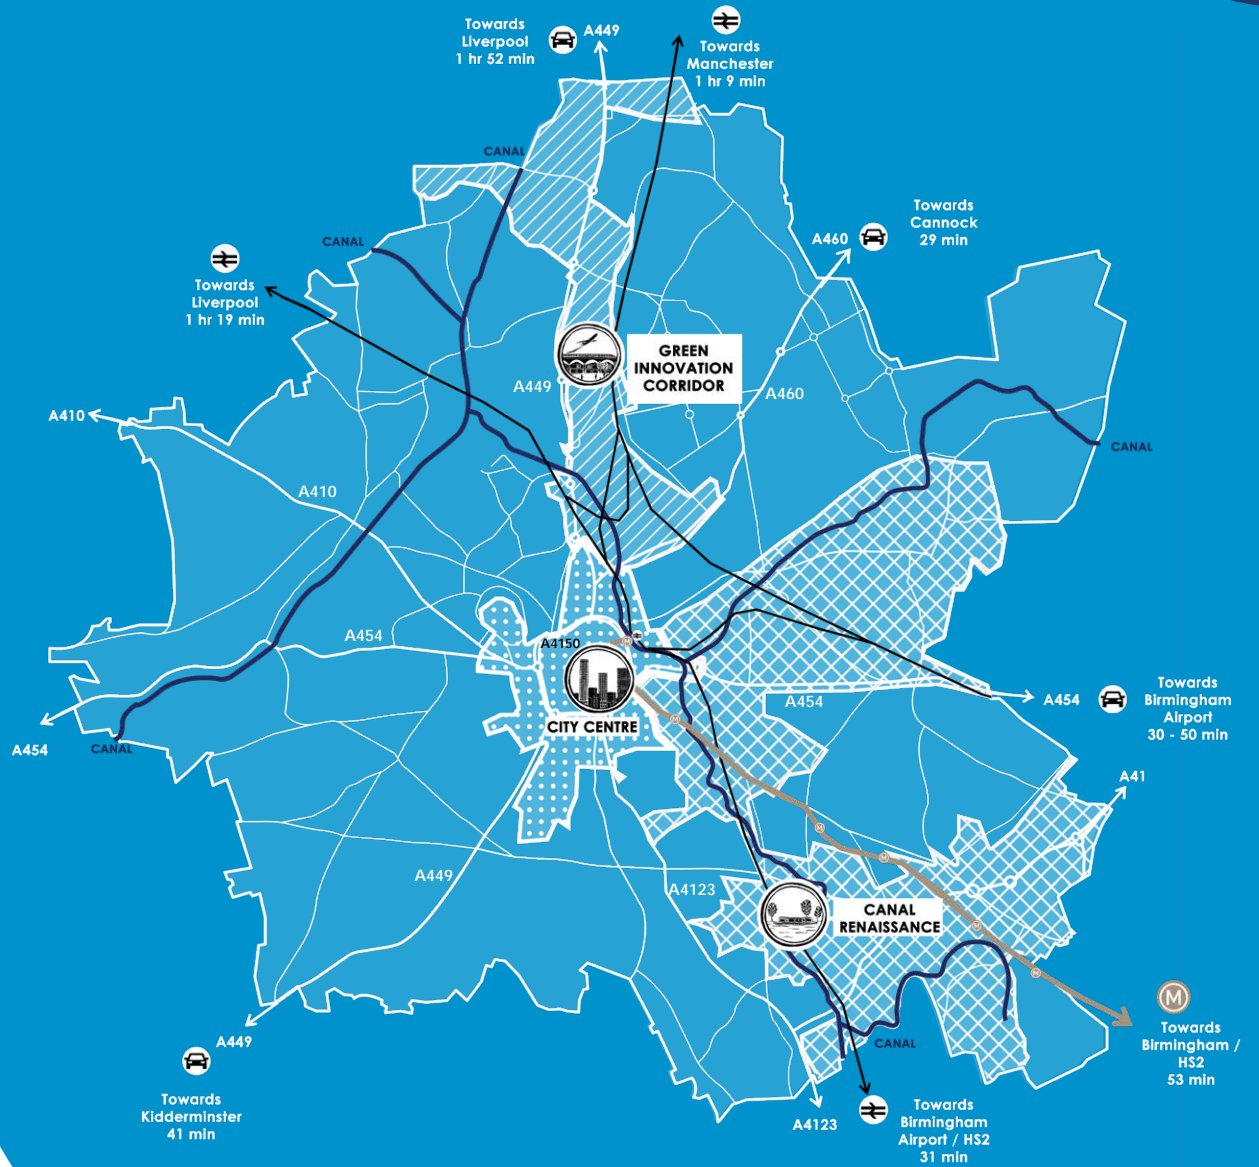 Towards
Liverpool
1 hr 52 min
A449
Towards
Manchester
1 hr 9 min
CANAL
Towards
Cannock
29 min
A460
CANAL
Towards
Liverpool
1 hr 19 min
GREEN
INNOVATION
CORRIDOR
A449
A460
A410
CANAL
A410
A454
A4150
M
CITY CENTRE
A454
A454
Towards
Birmingham
Airport
30 - 50 min
M
A454
CANAL
A41
M
M
A449
A4123
CANAL
RENAISSANCE
M
M
M
Towards
Birmingham /
HS2
53 min
A449
CANAL
Towards
Kidderminster
41 min
A4123
Towards
Birmingham
Airport / HS2
31 min